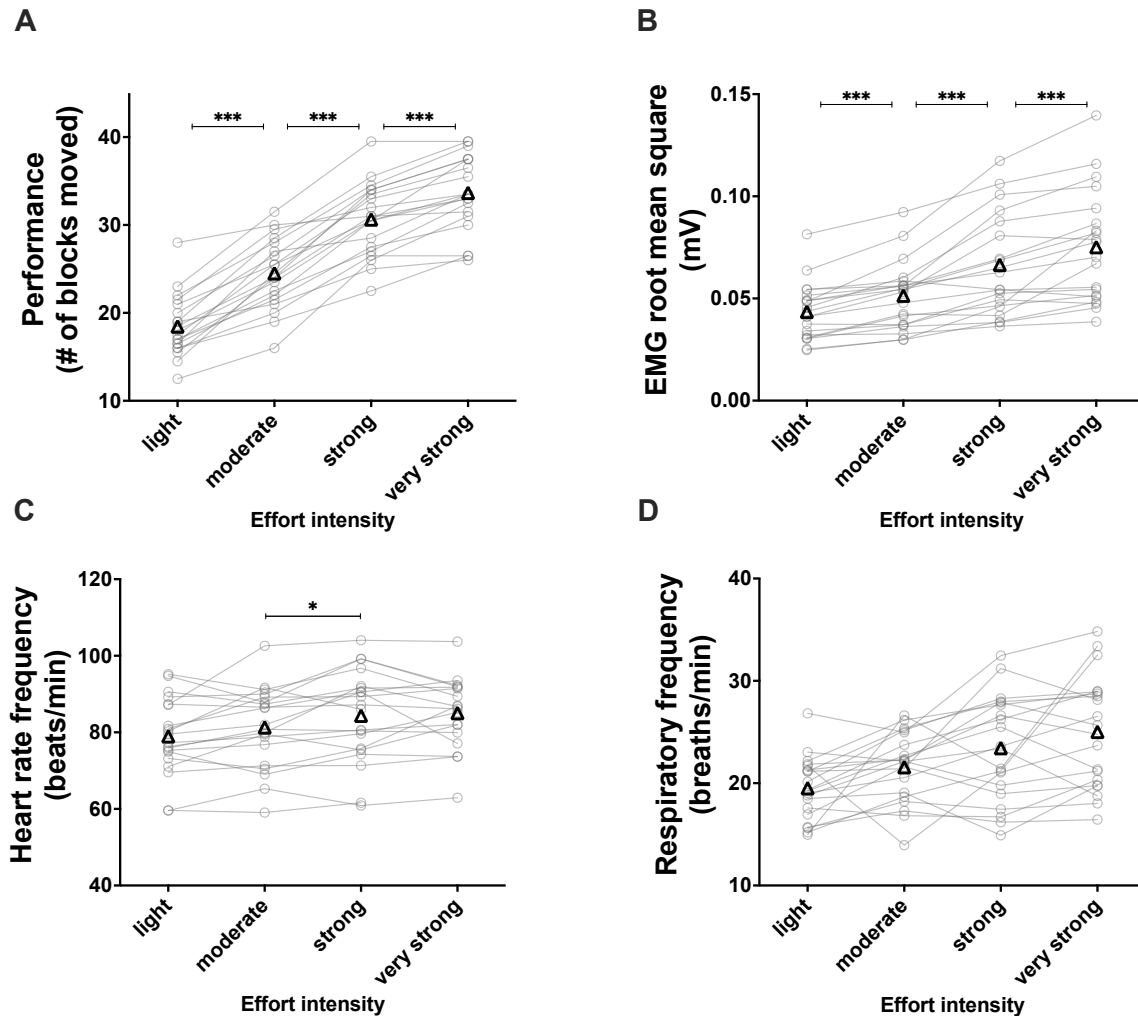 A
Performance
(# of blocks moved)
40
30
20
10
***
***
***
light
moderate
strong
very strong
Effort intensity
B
EMG root mean square
(mV)
0.15
0.10
0.05
0.00
***
***
***
light
moderate
strong
very strong
Effort intensity
C
Heart rate frequency
(beats/min)
120
100
80
60
40
*
light
moderate
strong
very strong
Effort intensity
D
Respiratory frequency
(breaths/min)
40
30
20
10
light
moderate
strong
very strong
Effort intensity